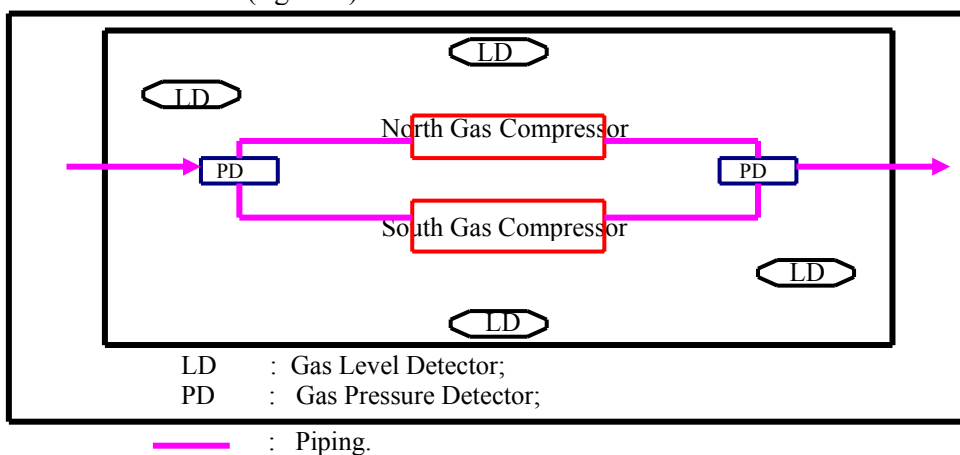 LD
LD
North Gas Compressor
PD
PD
South Gas Compressor
LD
LD
LD : Gas Level Detector;
PD : Gas Pressure Detector;
: Piping.